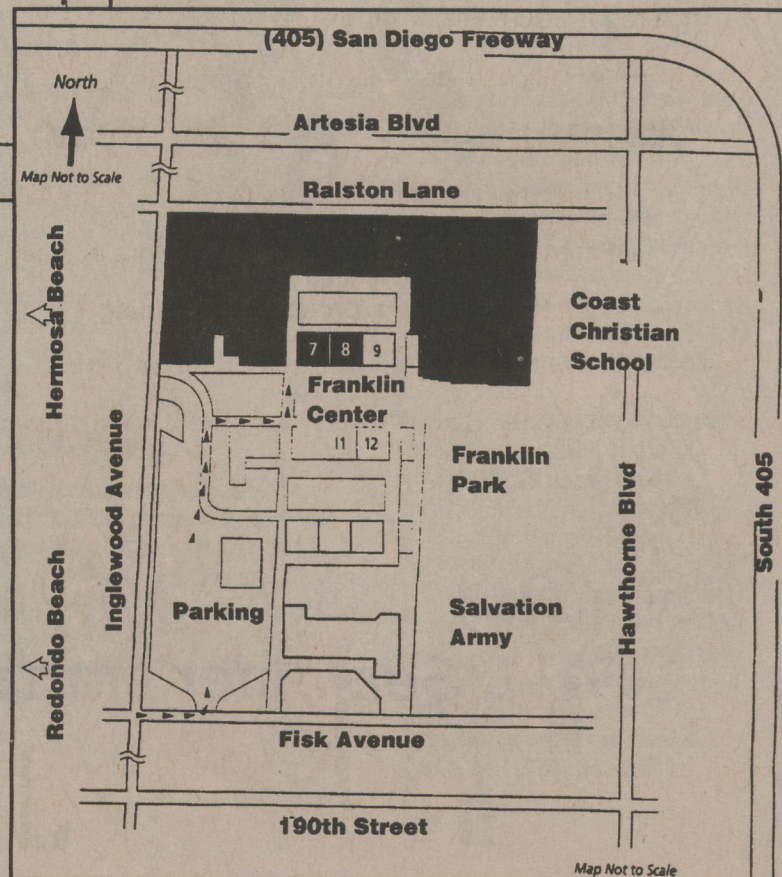 (405) San Diego Freeway
North
Map Not to Scale
Artesia Blvd
Ralston Lane
Hermosa Beach
Coast
Christian
School
7 8 9
Franklin
Center
11 12
Franklin
Park
Inglewood Avenue
Hawthorne Blvd
South 405
Redondo Beach
Parking
Salvation
Army
Fisk Avenue
190th Street
Map Not to Scale